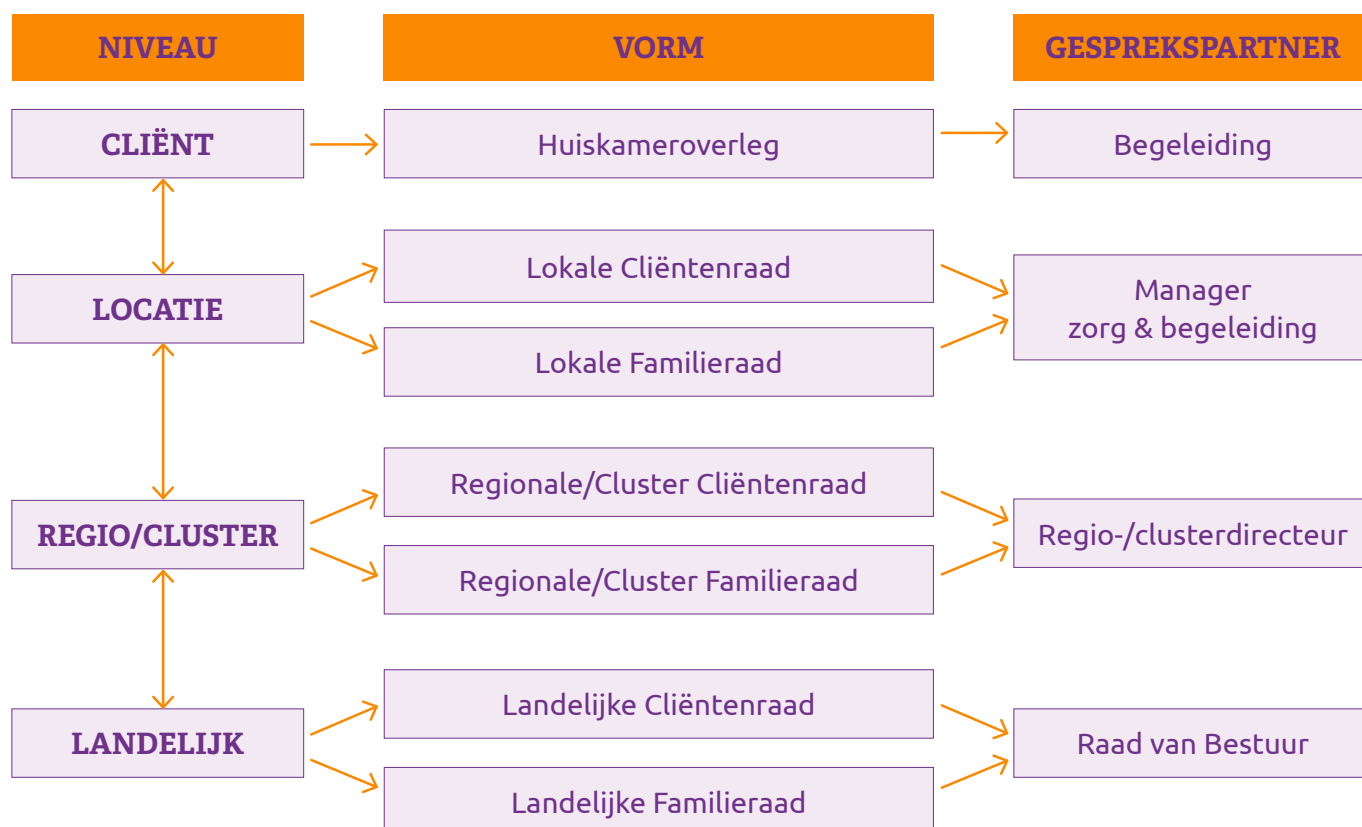 NIVEAU
VORM
GESPREKSPARTNER
CLIËNT
Huiskameroverleg
Begeleiding
LOCATIE
Lokale Cliëntenraad
Lokale Familieraad
Manager
zorg & begeleiding
REGIO/CLUSTER
Regionale/Cluster Cliëntenraad
Regionale/Cluster Familieraad
Regio-/clusterdirecteur
LANDELIJK
Landelijke Cliëntenraad
Landelijke Familieraad
Raad van Bestuur